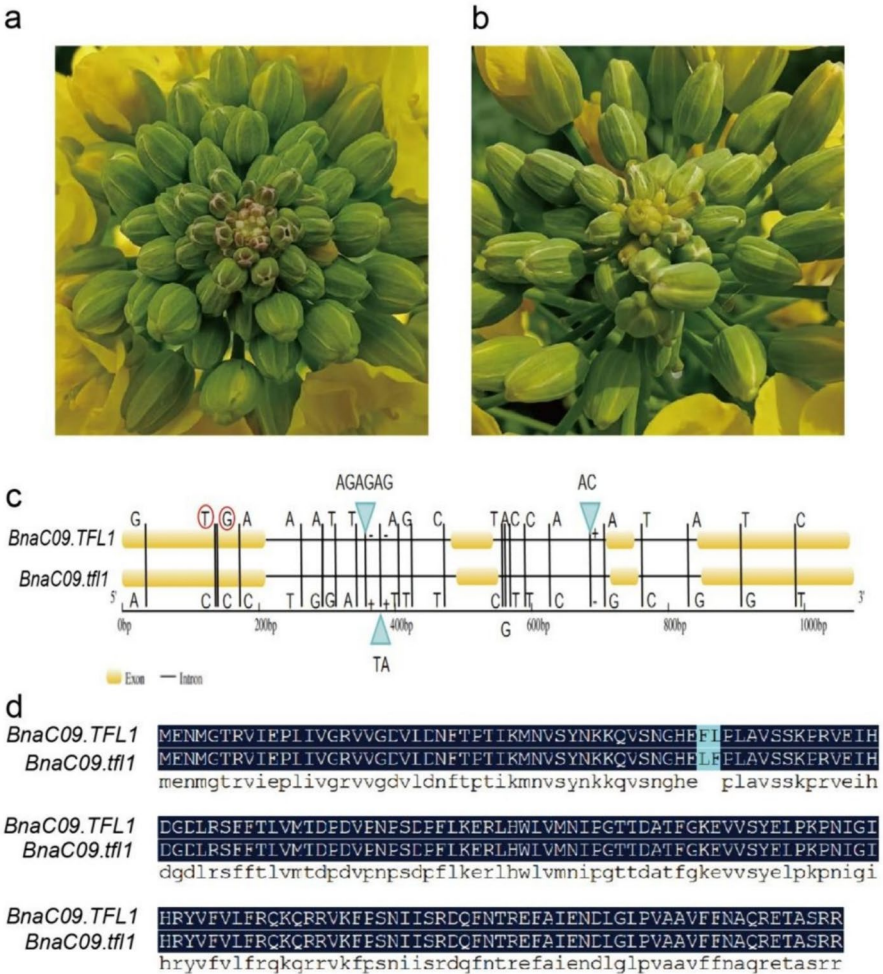 a
b
c
AGAGAG AC
G T G A A A T T A G C T A C C A A T A T C
BnaC09.TFL1 - - +
BnaC09.tfl1
5' A C C C T G G A + + T T T C T T C - G C G G T 3'
0bp 200bp 400bp G 600bp 800bp 1000bp
TA
Exon Intron
d
BnaC09.TFL1 MENMGTRVIEPLIVGRVVGDVLDNFTPTIKMNVSYNKKQVSNGHEFLPLAVSSKPRVEIH
BnaC09.tfl1 MENMGTRVIEPLIVGRVVGDVLDNFTPTIKMNVSYNKKQVSNGHELFPLAVSSKPRVEIH
menmgtrvieplivgrvvgdvldnftptikmnvsynkkqvsnghe plavsskprveih
BnaC09.TFL1 DGDLRSFFTLVMTDPDVPNPSDPFLKERLHWLVMNIPGTTDATFGKEVVSYELPKPNIGI
BnaC09.tfl1 DGDLRSFFTLVMTDPDVPNPSDPFLKERLHWLVMNIPGTTDATFGKEVVSYELPKPNIGI
dgdlrsfftlvmtdpdvpnpsdpflkerlhwlvmnipgttdatfgkevvsyelpkpnigi
BnaC09.TFL1 HRYVFVLFRQKQRRVKFPSNIISRDQFNTREFAIENDLGLPVAAVFFNAQRETASRR
BnaC09.tfl1 HRYVFVLFRQKQRRVKFPSNIISRDQFNTREFAIENDLGLPVAAVFFNAQRETASRR
hryvfvlfrqkqrrvkfpsniisrdqfntrefaiendlglpvaavffnaqretasrr